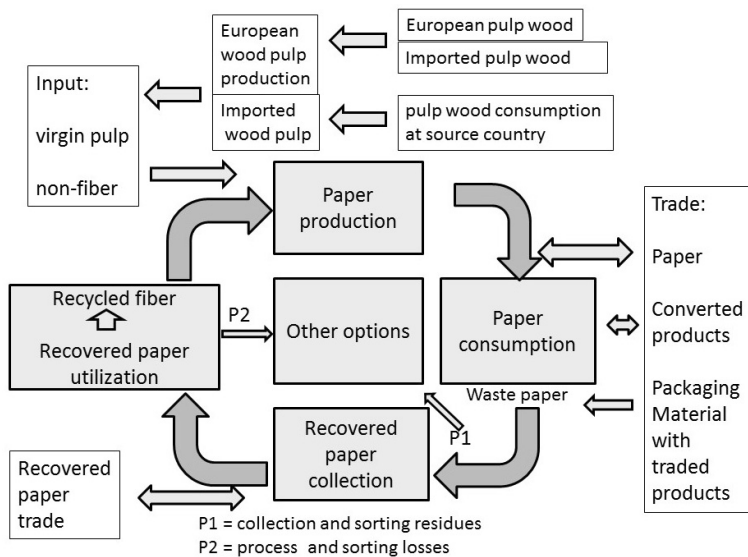 European
wood pulp
production
European pulp wood
Imported pulp wood
Input:
virgin pulp
non-fiber
Imported
wood pulp
pulp wood consumption
at source country
Paper
production
Trade:
Paper
Converted
products
Packaging
Material
with
traded
products
Recycled fiber
Recovered paper
utilization
P2
Other options
Paper
consumption
Waste paper
P1
Recovered
paper
collection
Recovered
paper
trade
P1 = collection and sorting residues
P2 = process and sorting losses